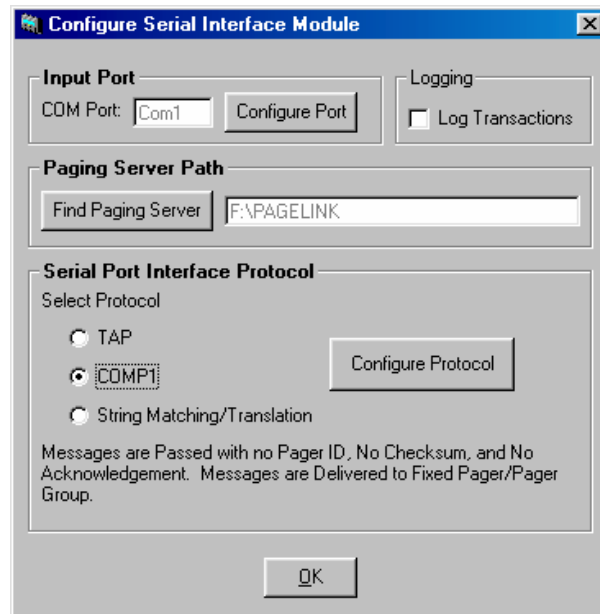 Configure Serial Interface Module
Input Port
COM Port: Com1 Configure Port
Logging
Log Transactions
Paging Server Path
Find Paging Server F:\PAGELINK
Serial Port Interface Protocol
Select Protocol
TAP
COMP1
String Matching/Translation
Configure Protocol
Messages are Passed with no Pager ID, No Checksum, and No
Acknowledgement. Messages are Delivered to Fixed Pager/Pager
Group.
OK